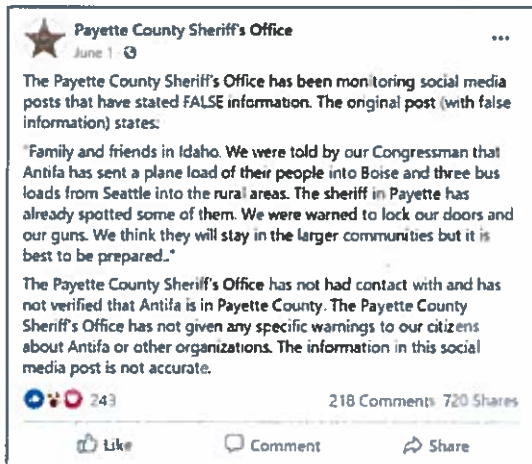 Payette County Sheriff's Office
June 1
The Payette County Sheriff's Office has been monitoring social media
posts that have stated FALSE information. The original post (with false
information) states:
"Family and friends in Idaho. We were told by our Congressman that
Antifa has sent a plane load of their people into Boise and three bus
loads from Seattle into the rural areas. The sheriff in Payette has
already spotted some of them. We were warned to lock our doors and
our guns. We think they will stay in the larger communities but it is
best to be prepared.."
The Payette County Sheriff's Office has not had contact with and has
not verified that Antifa is in Payette County. The Payette County
Sheriff's Office has not given any specific warnings to our citizens
about Antifa or other organizations. The information in this social
media post is not accurate.
243
218 Comments 720 Shares
Like Comment Share